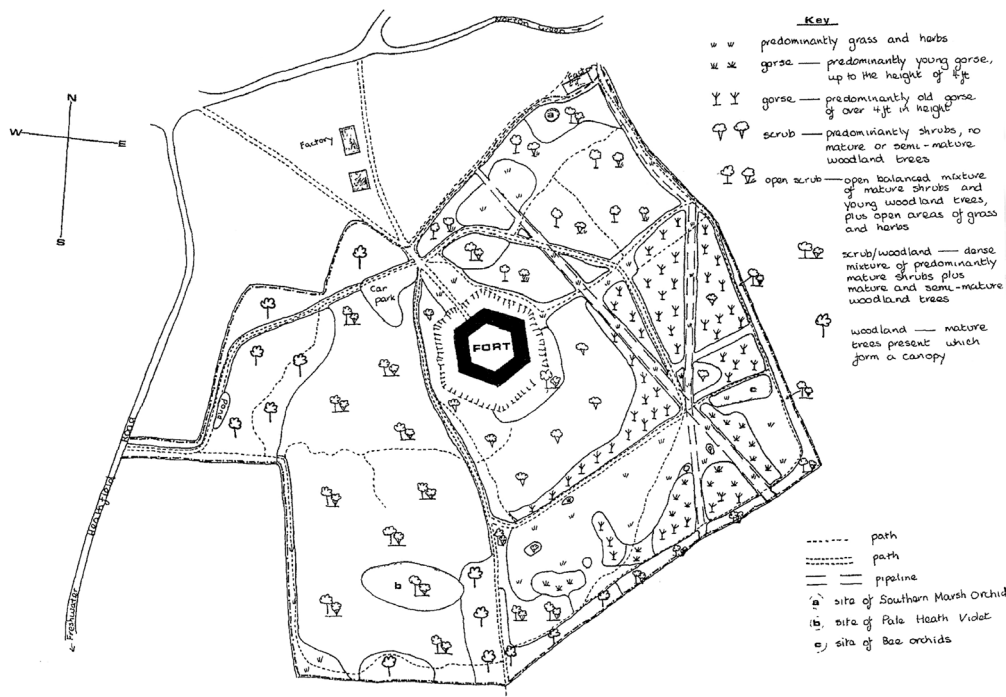 Norton Green →
Key
predominantly grass and herbs
gorse — predominantly young gorse,
up to the height of 4ft
gorse — predominantly old gorse
of over 4ft in height
scrub — predominantly shrubs, no
mature or semi-mature
woodland trees
open scrub — open balanced mixture
of mature shrubs and
young woodland trees,
plus open areas of grass
and herbs
scrub/woodland — dense
mixture of predominantly
mature shrubs plus
mature and semi-mature
woodland trees
woodland — mature
trees present which
form a canopy
N
W
E
S
Factory
a
Car
park
FORT
Pond
c
b
Heathfield Road
Freshwater
path
path
pipeline
a site of Southern Marsh Orchid
b site of Pale Heath Violet
c site of Bee orchids